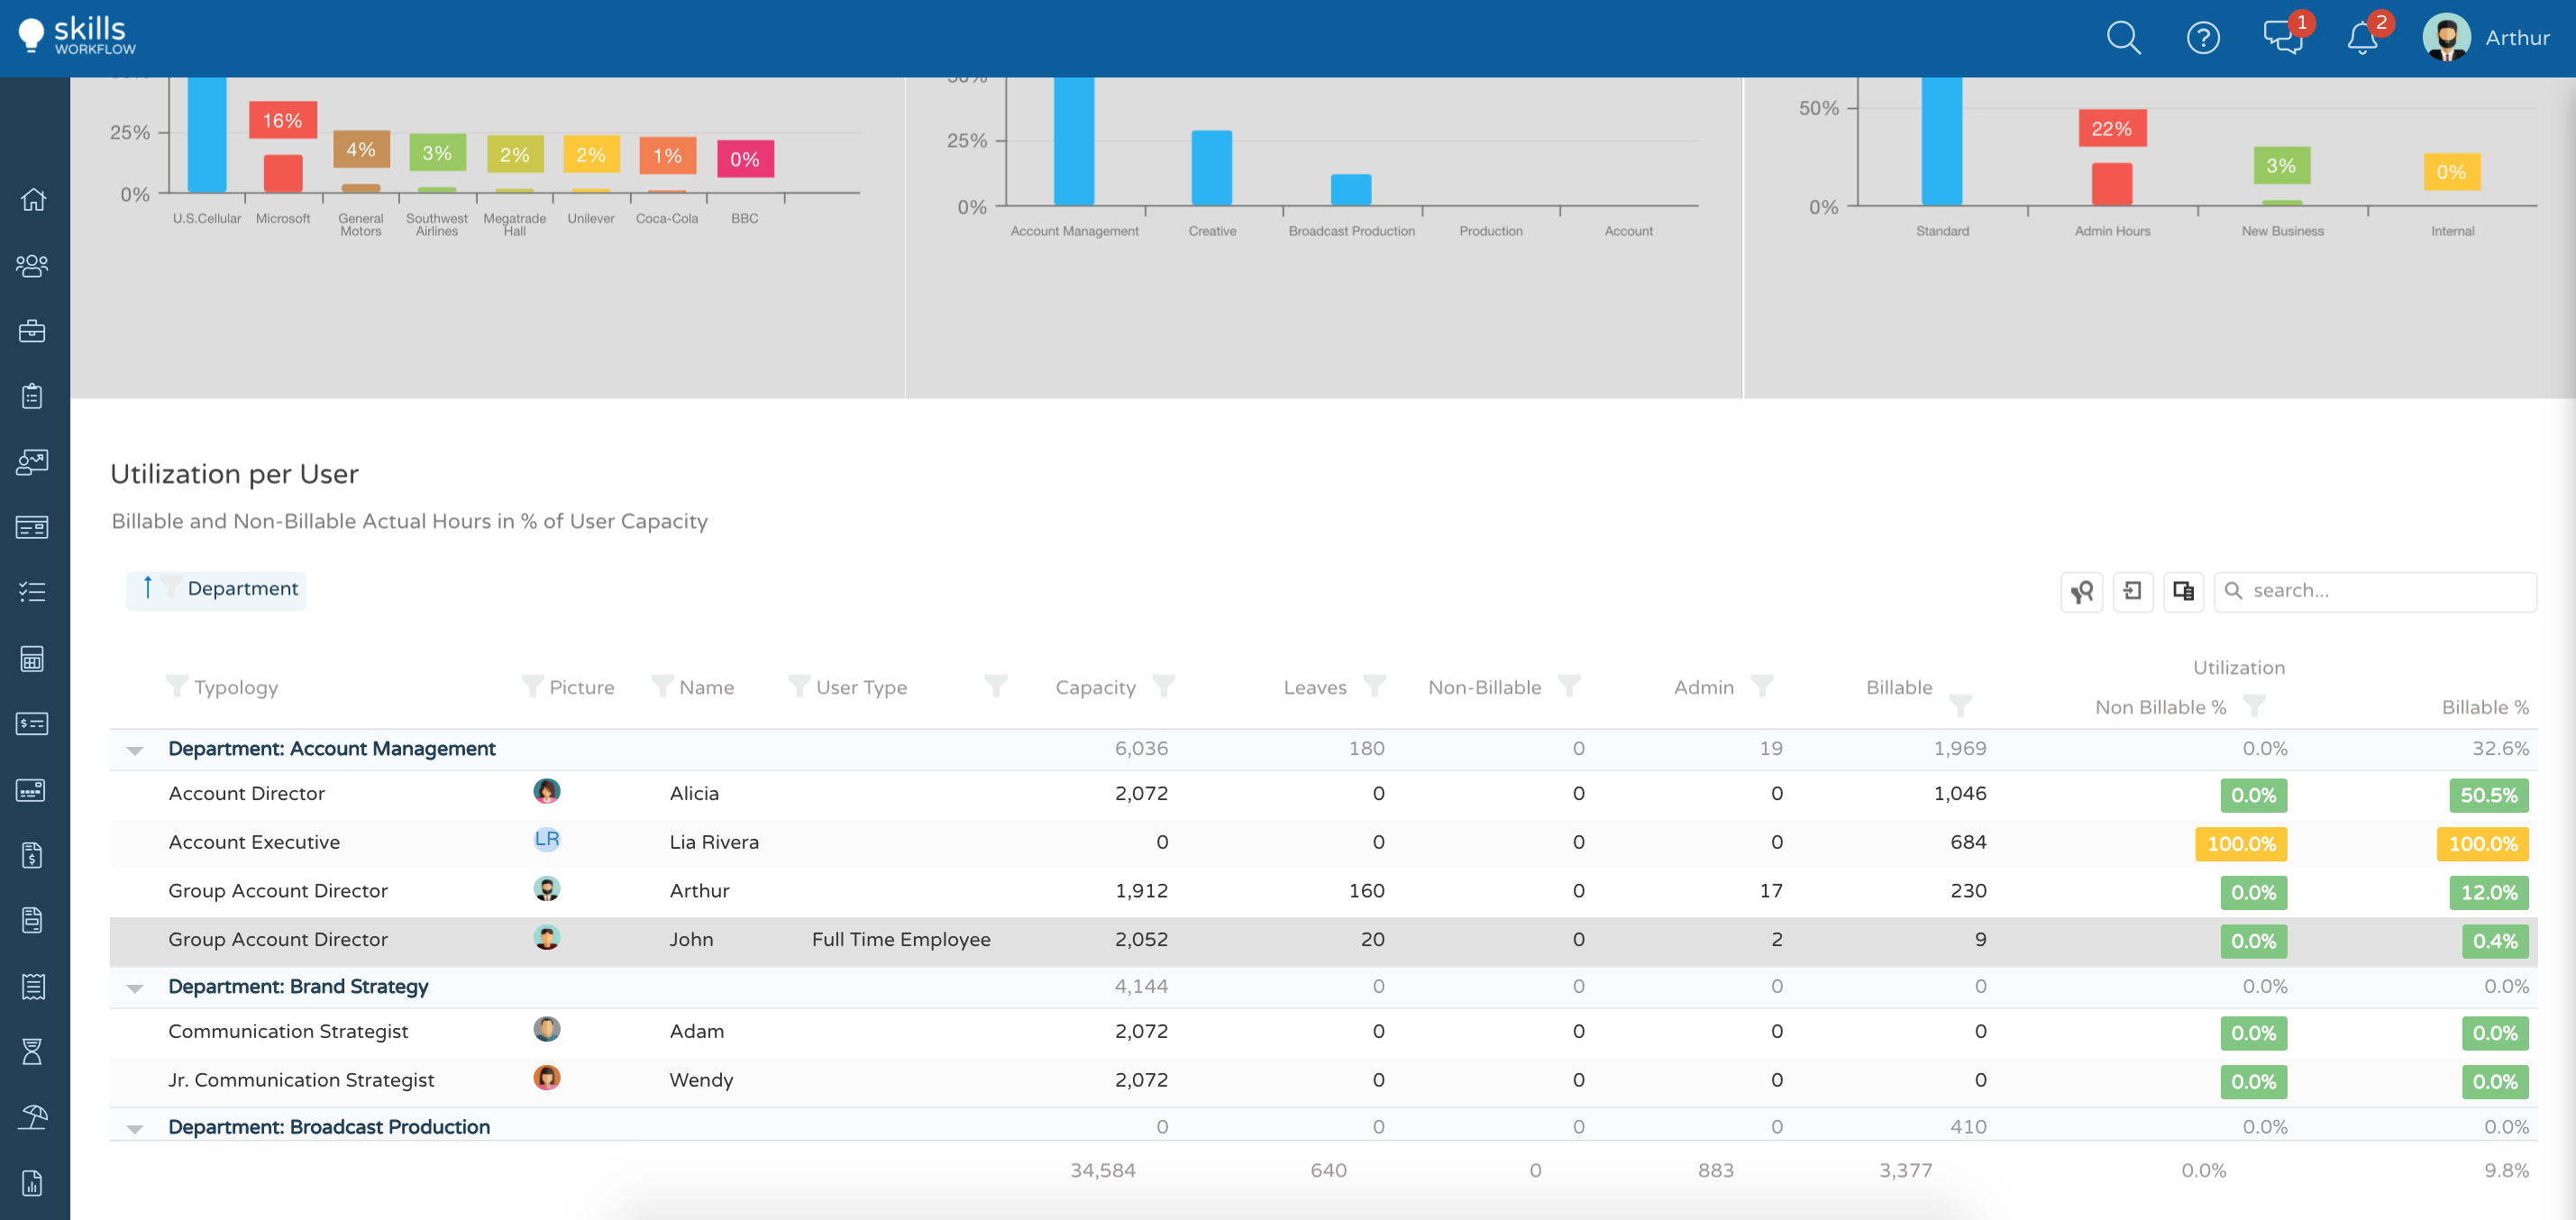 skills
WORKFLOW
1
2
Arthur
25%
0%
16%
4%
3%
2%
2%
1%
0%
U.S.Cellular
Microsoft
General
Motors
Southwest
Airlines
Megatrade
Hall
Unilever
Coca-Cola
BBC
25%
0%
Account Management
Creative
Broadcast Production
Production
Account
50%
0%
22%
3%
0%
Standard
Admin Hours
New Business
Internal
Utilization per User
Billable and Non-Billable Actual Hours in % of User Capacity
Department
search...
Utilization
Typology Picture Name User Type Capacity Leaves Non-Billable Admin Billable Non Billable % Billable %
Department: Account Management 6,036 180 0 19 1,969 0.0% 32.6%
Account Director Alicia 2,072 0 0 0 1,046 0.0% 50.5%
Account Executive LR Lia Rivera 0 0 0 0 684 100.0% 100.0%
Group Account Director Arthur 1,912 160 0 17 230 0.0% 12.0%
Group Account Director John Full Time Employee 2,052 20 0 2 9 0.0% 0.4%
Department: Brand Strategy 4,144 0 0 0 0 0.0% 0.0%
Communication Strategist Adam 2,072 0 0 0 0 0.0% 0.0%
Jr. Communication Strategist Wendy 2,072 0 0 0 0 0.0% 0.0%
Department: Broadcast Production 0 0 0 0 410 0.0% 0.0%
34,584 640 0 883 3,377 0.0% 9.8%